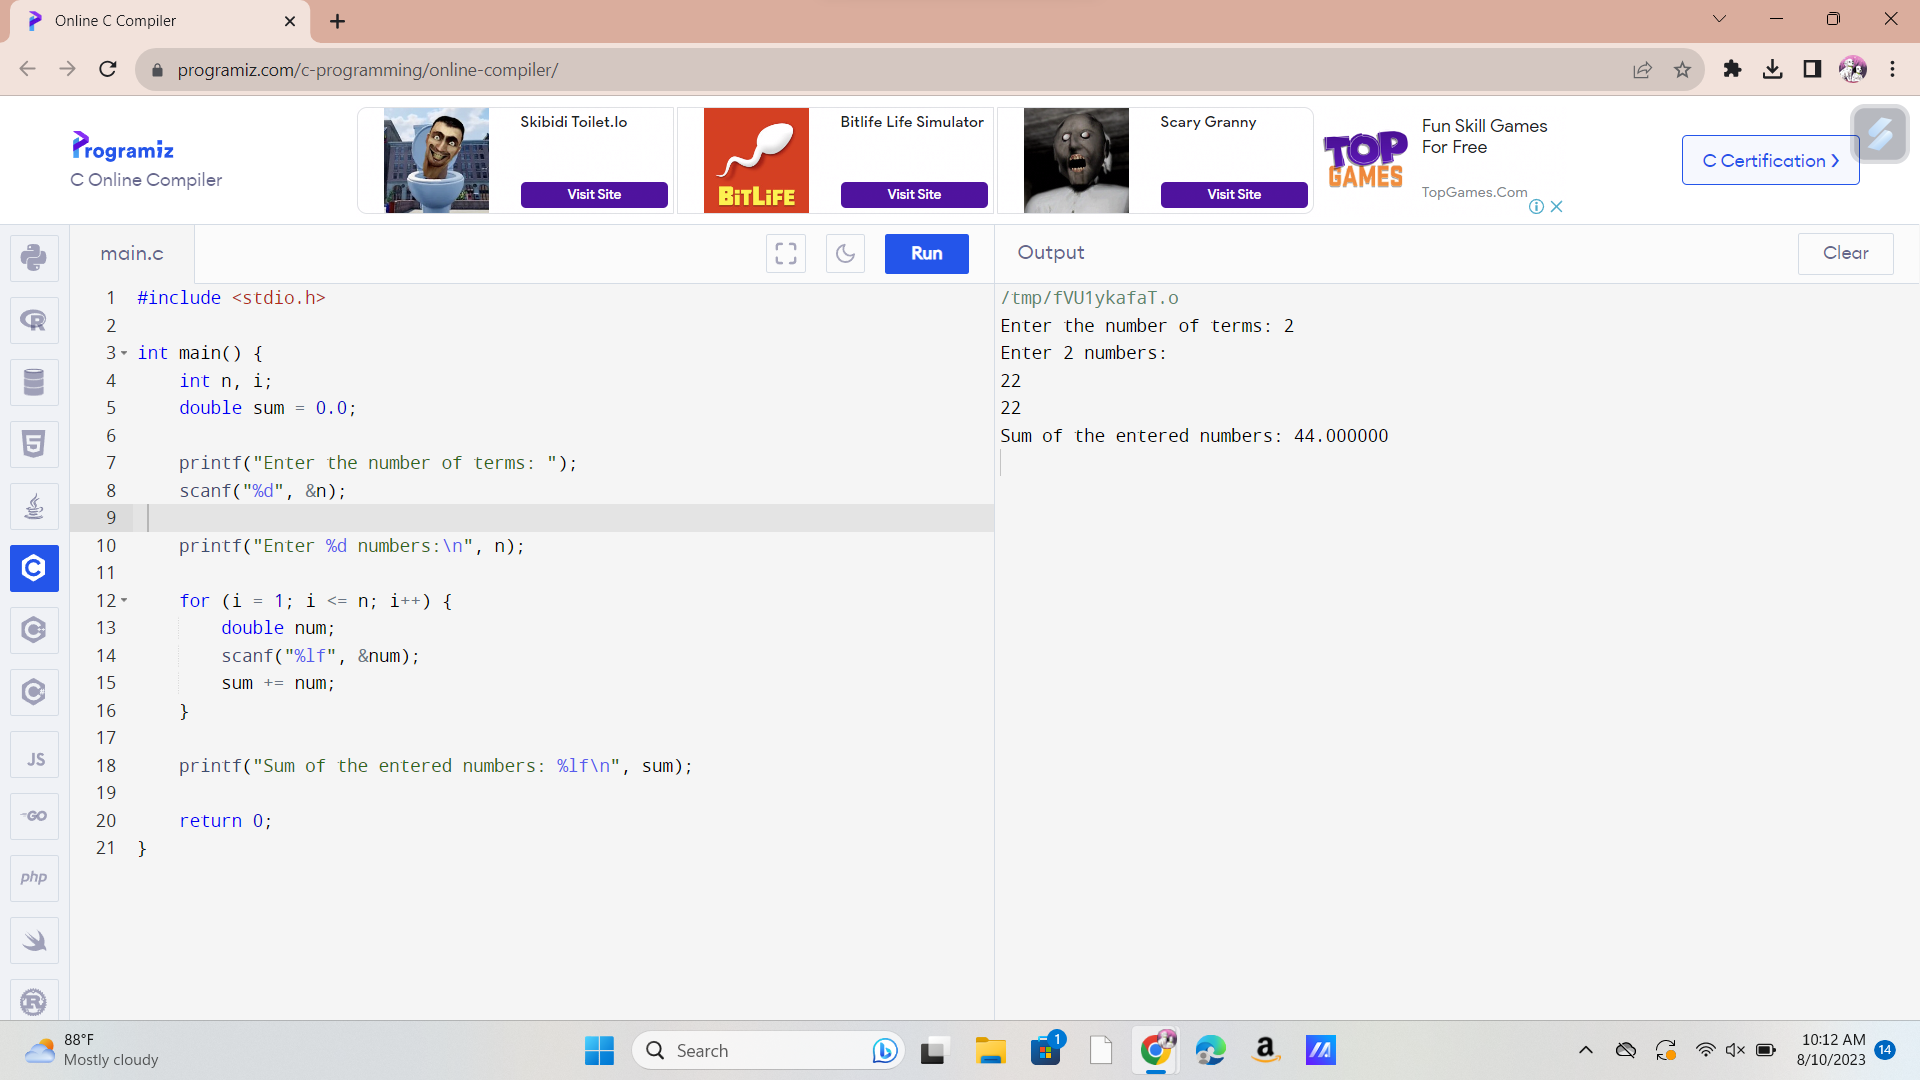 Online C Compiler
programiz.com/c-programming/online-compiler/
Programiz
C Online Compiler
Skibidi Toilet.Io
Visit Site
BITLIFE
Bitlife Life Simulator
Visit Site
Scary Granny
Visit Site
TOP
GAMES
Fun Skill Games
For Free
TopGames.Com
C Certification >
main.c
Run
Output
Clear
1 #include <stdio.h>
2
3 int main() {
4 int n, i;
5 double sum = 0.0;
6
7 printf("Enter the number of terms: ");
8 scanf("%d", &n);
9
10 printf("Enter %d numbers:\n", n);
11
12 for (i = 1; i <= n; i++) {
13 double num;
14 scanf("%lf", &num);
15 sum += num;
16 }
17
18 printf("Sum of the entered numbers: %lf\n", sum);
19
20 return 0;
21 }
/tmp/fVU1ykafaT.o
Enter the number of terms: 2
Enter 2 numbers:
22
22
Sum of the entered numbers: 44.000000
R
5
C
C
C
JS
GO
php
R
88°F
Mostly cloudy
Search
1
a
10:12 AM
8/10/2023
14